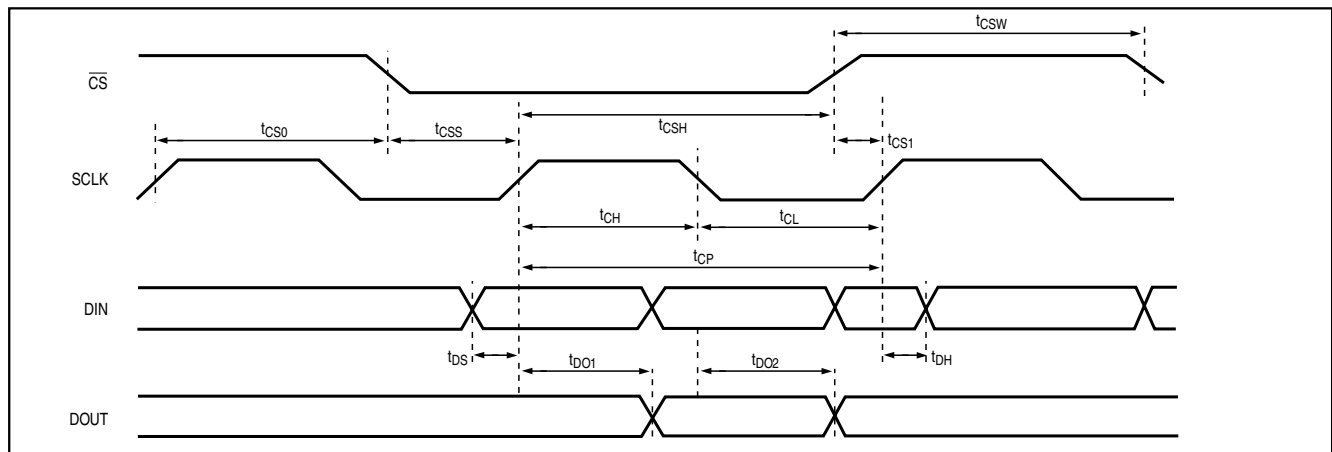 tCSW
CS
tCS0
tCSS
tCSH
tCS1
SCLK
tCH
tCL
tCP
DIN
tDS
tDO1
tDO2
tDH
DOUT